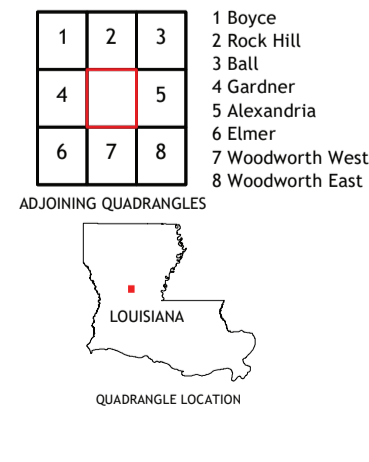 1 2 3
4 5
6 7 8
1 Boyce
2 Rock Hill
3 Ball
4 Gardner
5 Alexandria
6 Elmer
7 Woodworth West
8 Woodworth East
ADJOINING QUADRANGLES
LOUISIANA
QUADRANGLE LOCATION